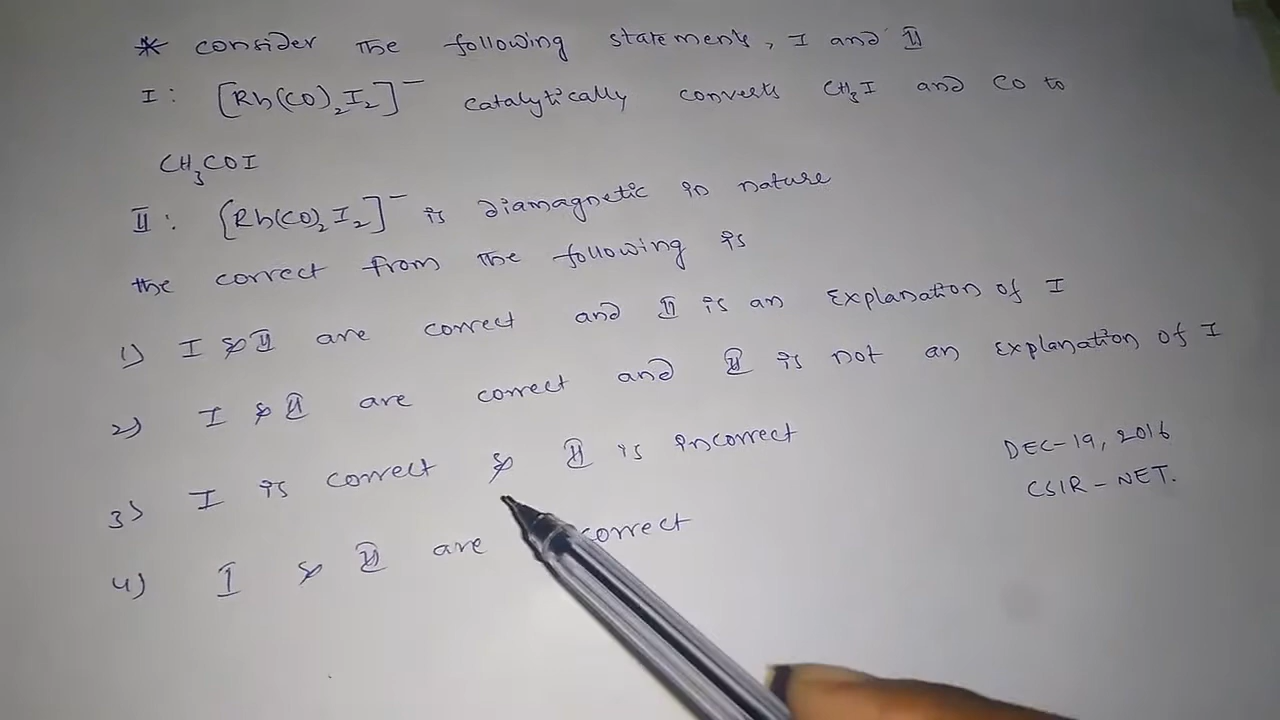 * consider the following statements, I and II
I : [Rh(CO)₂I₂]⁻ catalytically converts CH₃I and CO to
CH₃COI
II : [Rh(CO)₂I₂]⁻ is diamagnetic in nature
the correct from the following is
1) I & II are correct and II is an Explanation of I
2) I & II are correct and II is not an Explanation of I
3) I is correct & II is incorrect
4) I & II are correct
DEC-19, 2016
CSIR-NET.